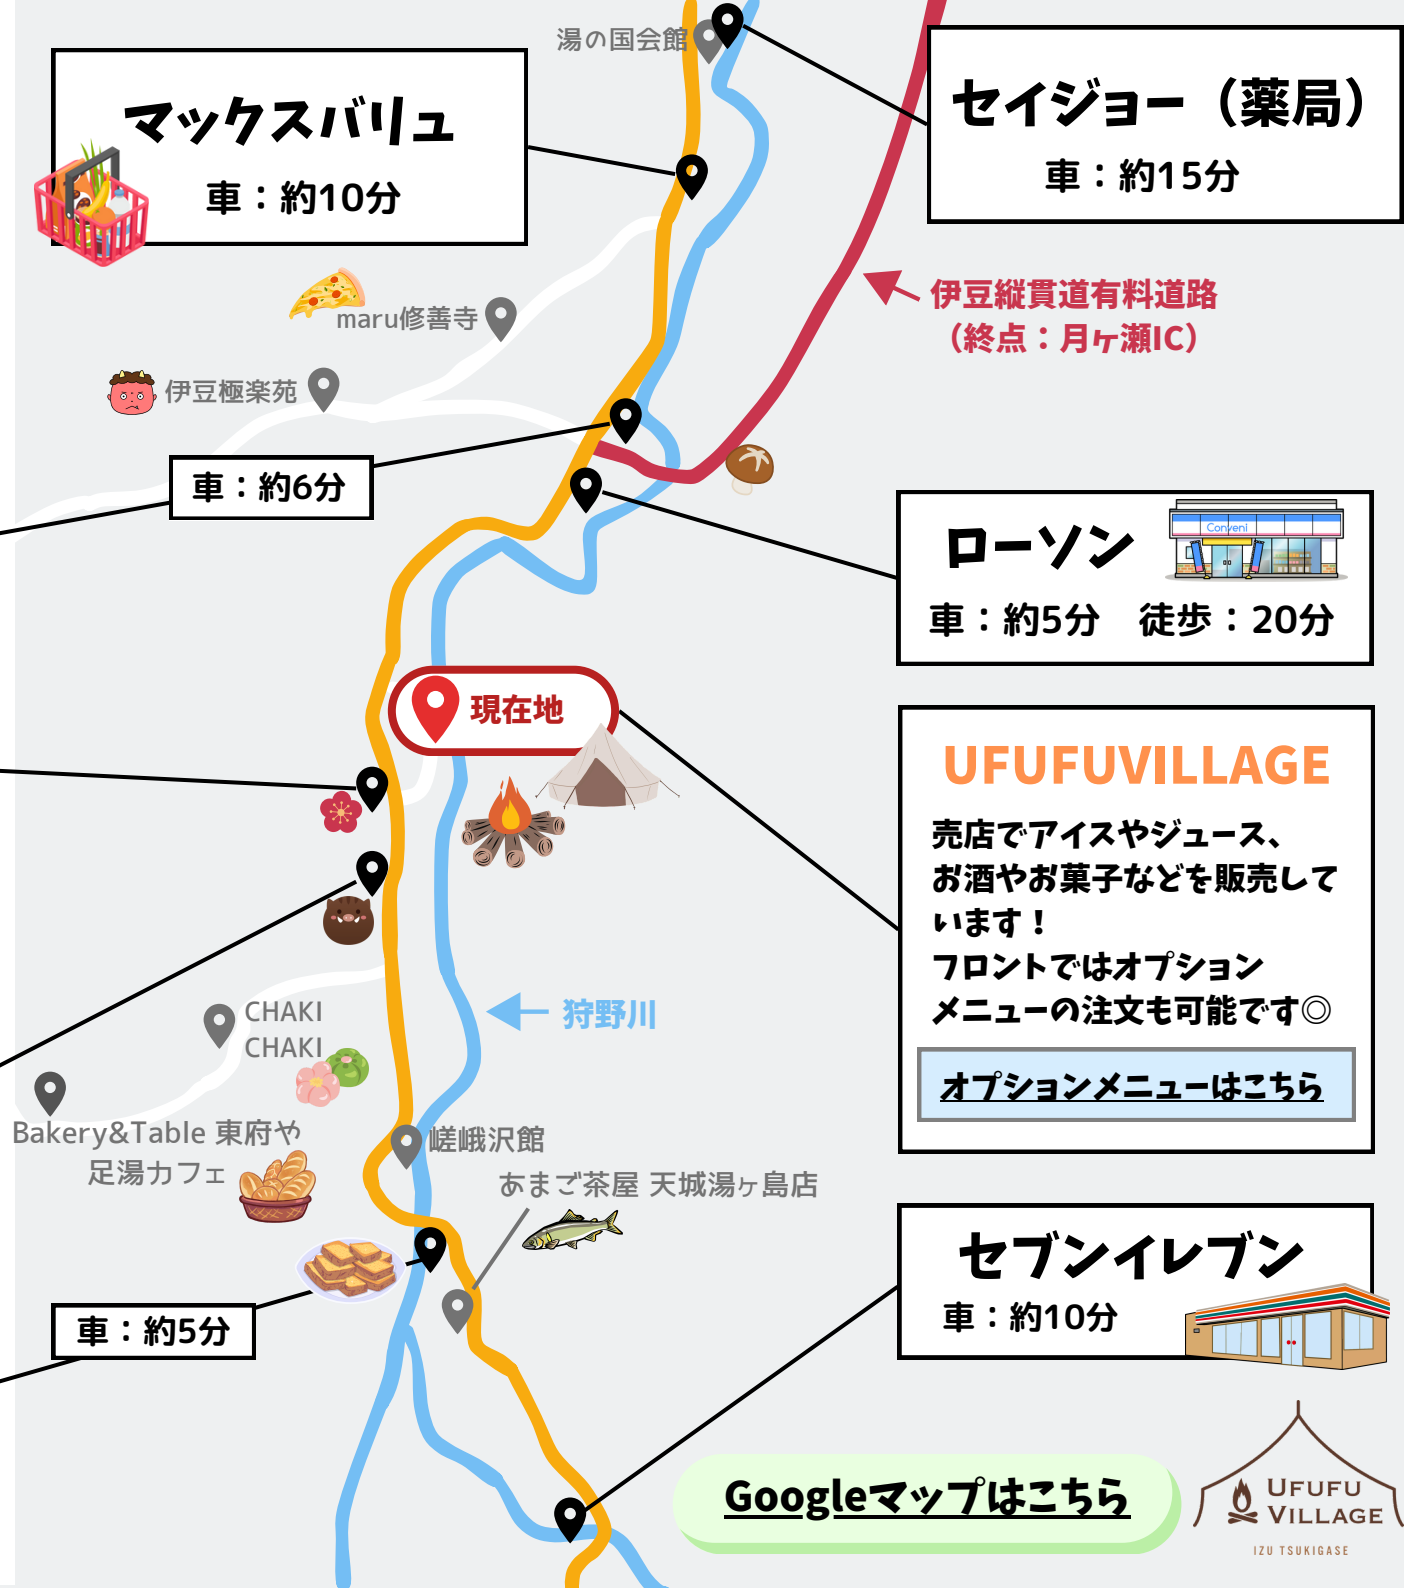 湯の国会館
マックスバリュ
車：約10分
セイジョー（薬局）
車：約15分
伊豆縦貫道有料道路
（終点：月ヶ瀬IC）
maru修善寺
伊豆極楽苑
車：約6分
ローソン
Conveni
車：約5分　徒歩：20分
現在地
UFUFUVILLAGE
売店でアイスやジュース、
お酒やお菓子などを販売して
います！
フロントではオプション
メニューの注文も可能です◎
オプションメニューはこちら
狩野川
CHAKI
CHAKI
Bakery&Table 東府や
足湯カフェ
嵯峨沢館
あまご茶屋 天城湯ヶ島店
車：約5分
セブンイレブン
車：約10分
Googleマップはこちら
UFUFU
VILLAGE
IZU TSUKIGASE